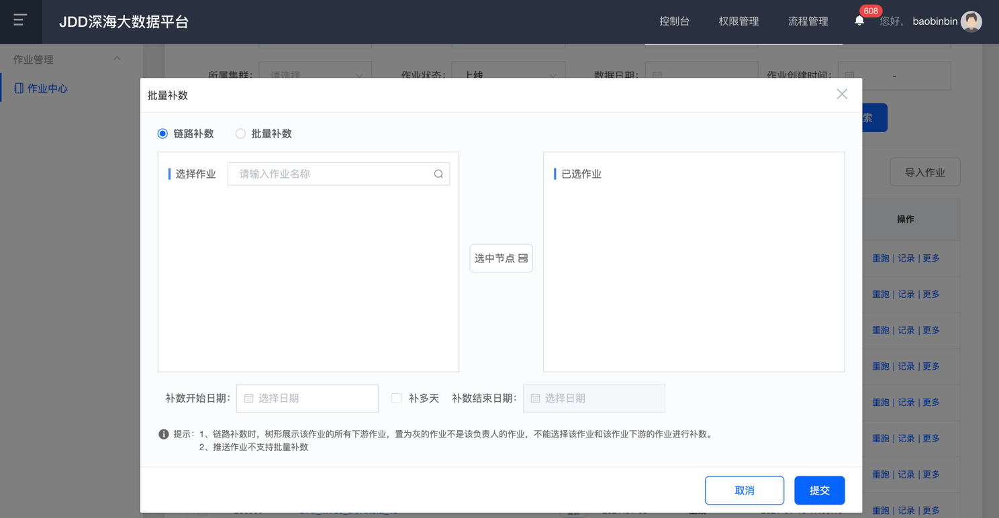 JDD深海大数据平台
控制台
权限管理
流程管理
608
您好，
baobinbin
作业管理
作业中心
所属集群：
请选择
作业状态：
上线
数据日期：
作业创建时间：
-
索
导入作业
批量补数
链路补数
批量补数
选择作业
请输入作业名称
选中节点
已选作业
操作
重跑 | 记录 | 更多
重跑 | 记录 | 更多
重跑 | 记录 | 更多
重跑 | 记录 | 更多
重跑 | 记录 | 更多
重跑 | 记录 | 更多
重跑 | 记录 | 更多
重跑 | 记录 | 更多
补数开始日期：
选择日期
补多天
补数结束日期：
选择日期
提示：1、链路补数时，树形展示该作业的所有下游作业，置为灰的作业不是该负责人的作业，不能选择该作业和该作业下游的作业进行补数。
2、推送作业不支持批量补数
取消
提交